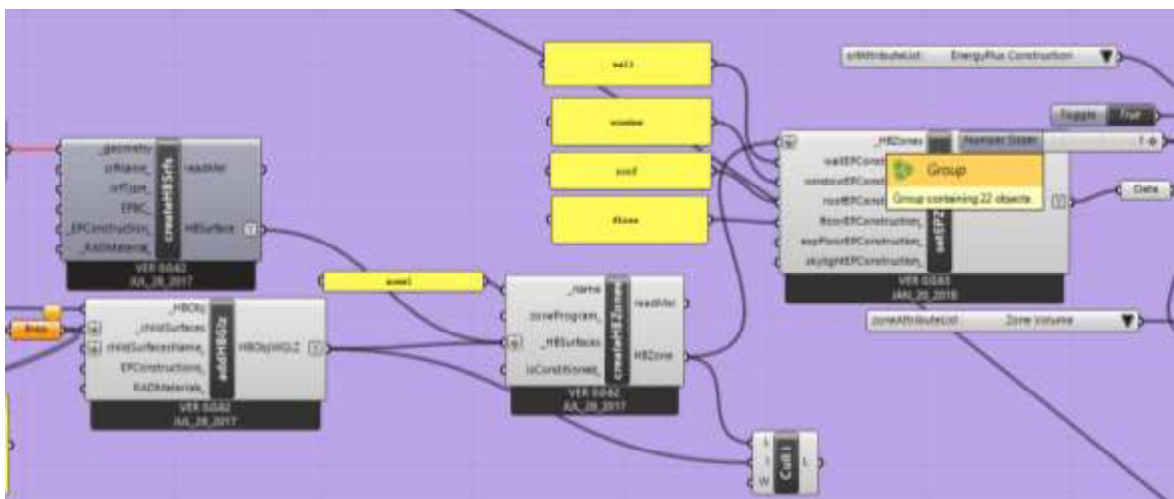 wall
srfAttributeList:
EnergyPlus Construction
window
Toggle
True
roof
floor
_geometry
srfName_
srfType_
EPBC_
_EPConstruction_
_RADMaterial_
createHBSrfs
readMe!
HBSurface
VER 0.0.62
JUL_28_2017
_HBZones
wallEPConst
windowEPConst
roofEPConstr
floorEPConstruction_
expFloorEPConstruction_
skylightEPConstruction_
setEPZ
Number Slider
Group
Group containing 22 objects.
Data
VER 0.0.63
JAN_20_2018
_name
zoneProgram_
_HBSurfaces
isConditioned_
createHBZones
readMe!
HBZone
VER 0.0.62
JUL_28_2017
zoneAttributeList
Zone Volume
_HBObj
_childSurfaces
childSurfacesName_
EPConstructions_
RADMaterials_
addHBGlz
HBObjWGLZ
VER 0.0.62
JUL_28_2017
L
I
W
Cull i
L